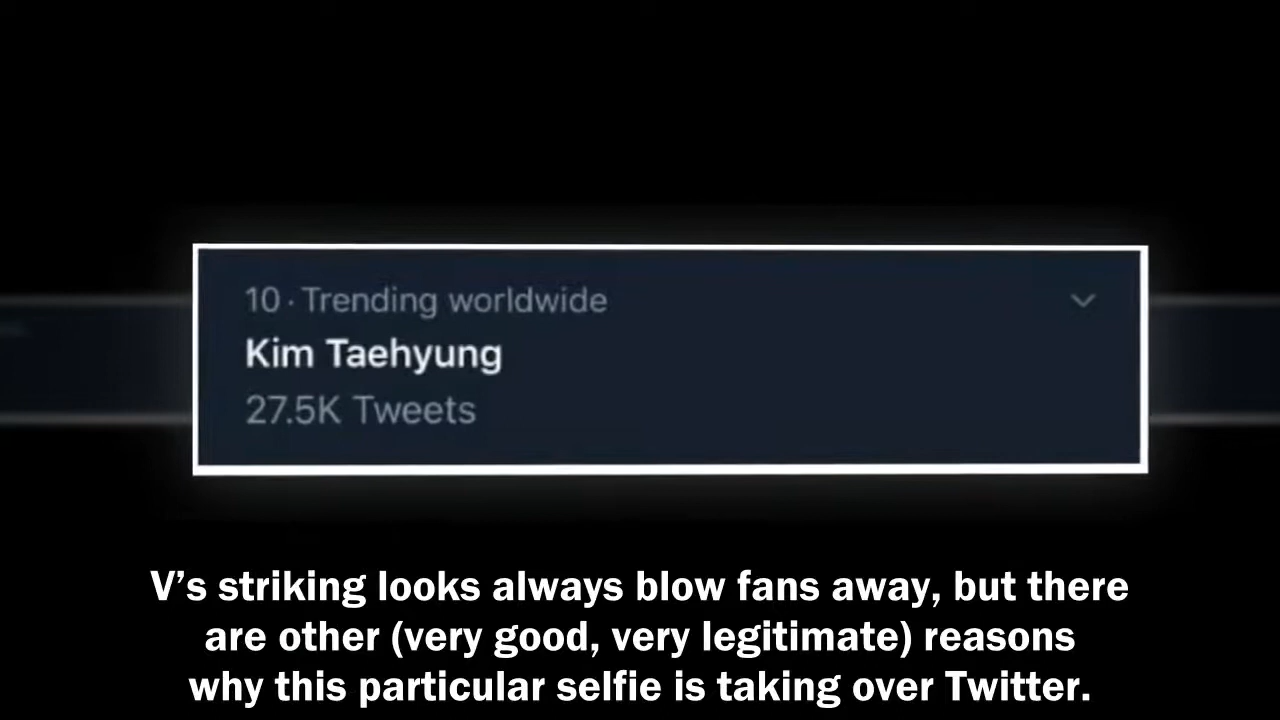 10 · Trending worldwide
Kim Taehyung
27.5K Tweets
V’s striking looks always blow fans away, but there
are other (very good, very legitimate) reasons
why this particular selfie is taking over Twitter.